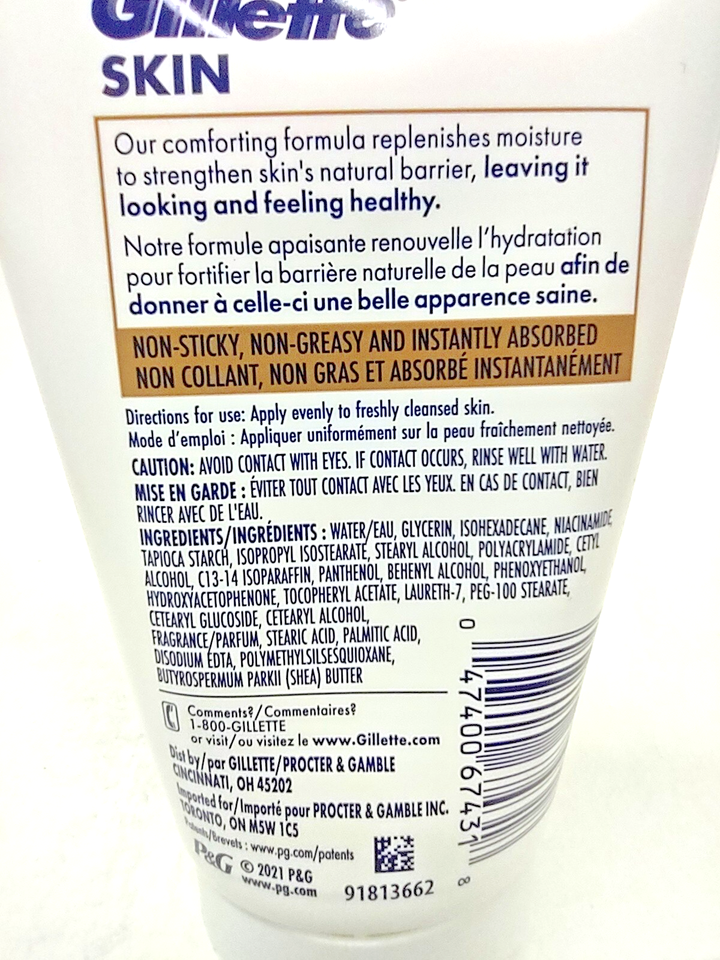 Gillette
SKIN
Our comforting formula replenishes moisture
to strengthen skin's natural barrier, leaving it
looking and feeling healthy.
Notre formule apaisante renouvelle l'hydratation
pour fortifier la barrière naturelle de la peau afin de
donner à celle-ci une belle apparence saine.
NON-STICKY, NON-GREASY AND INSTANTLY ABSORBED
NON COLLANT, NON GRAS ET ABSORBÉ INSTANTANÉMENT
Directions for use: Apply evenly to freshly cleansed skin.
Mode d'emploi : Appliquer uniformément sur la peau fraîchement nettoyée.
CAUTION: AVOID CONTACT WITH EYES. IF CONTACT OCCURS, RINSE WELL WITH WATER.
MISE EN GARDE : ÉVITER TOUT CONTACT AVEC LES YEUX. EN CAS DE CONTACT, BIEN
RINCER AVEC DE L'EAU.
INGREDIENTS/INGRÉDIENTS : WATER/EAU, GLYCERIN, ISOHEXADECANE, NIACINAMIDE,
TAPIOCA STARCH, ISOPROPYL ISOSTEARATE, STEARYL ALCOHOL, POLYACRYLAMIDE, CETYL
ALCOHOL, C13-14 ISOPARAFFIN, PANTHENOL, BEHENYL ALCOHOL, PHENOXYETHANOL,
HYDROXYACETOPHENONE, TOCOPHERYL ACETATE, LAURETH-7, PEG-100 STEARATE,
CETEARYL GLUCOSIDE, CETEARYL ALCOHOL,
FRAGRANCE/PARFUM, STEARIC ACID, PALMITIC ACID,
DISODIUM EDTA, POLYMETHYLSILSESQUIOXANE,
BUTYROSPERMUM PARKII (SHEA) BUTTER
Comments?/Commentaires?
1-800-GILLETTE
or visit/ou visitez le www.Gillette.com
Dist by/par GILLETTE/PROCTER & GAMBLE
CINCINNATI, OH 45202
Imported for/Importé pour PROCTER & GAMBLE INC.
TORONTO, ON M5W 1C5
Patents/Brevets : www.pg.com/patents
P&G © 2021 P&G
www.pg.com
91813662
0 47400 67431 8